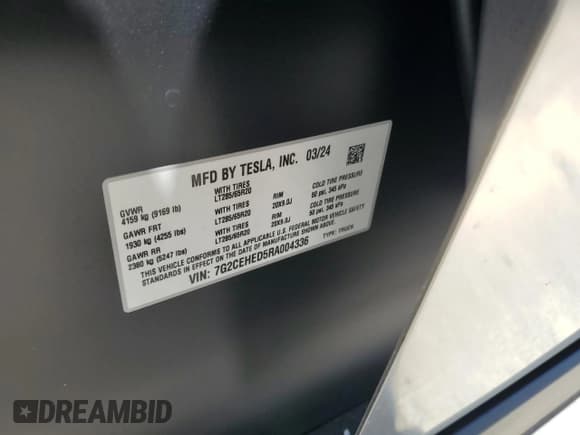 MFD BY TESLA, INC. 03/24
GVWR
4159 kg (9169 lb)
GAWR FRT WITH TIRES RIM COLD TIRE PRESSURE
1930 kg (4255 lbs) LT285/65R20 20X9.0J 50 psi, 345 kPa
GAWR RR WITH TIRES RIM COLD TIRE PRESSURE
2380 kg (5247 lbs) LT285/65R20 20X9.0J 50 psi, 345 kPa
THIS VEHICLE CONFORMS TO ALL APPLICABLE FEDERAL MOTOR VEHICLE SAFETY
STANDARDS IN EFFECT ON THE DATE OF MANUFACTURE SHOWN ABOVE.
VIN: 7G2CEHED5RA004336 TYPE: TRUCK
DREAMBID